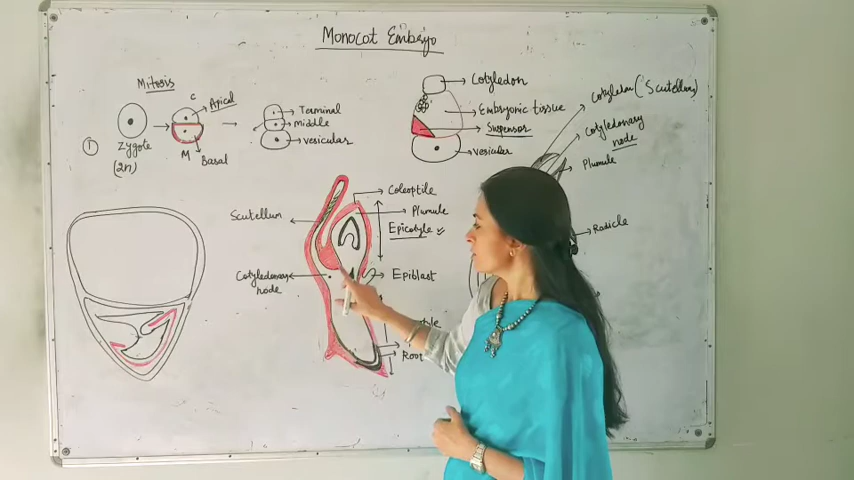 Monocot Embryo
Mitosis
C
Apical
①
Zygote
(2n)
M
Basal
Terminal
middle
vesicular
Cotyledon
Embryonic tissue
Suspensor
vesicular
Cotyledon (Scutellum)
Cotyledonary
node
Plumule
Radicle
Coleoptile
Plumule
Epicotyle
Scutellum
Cotyledonary
node
Epiblast